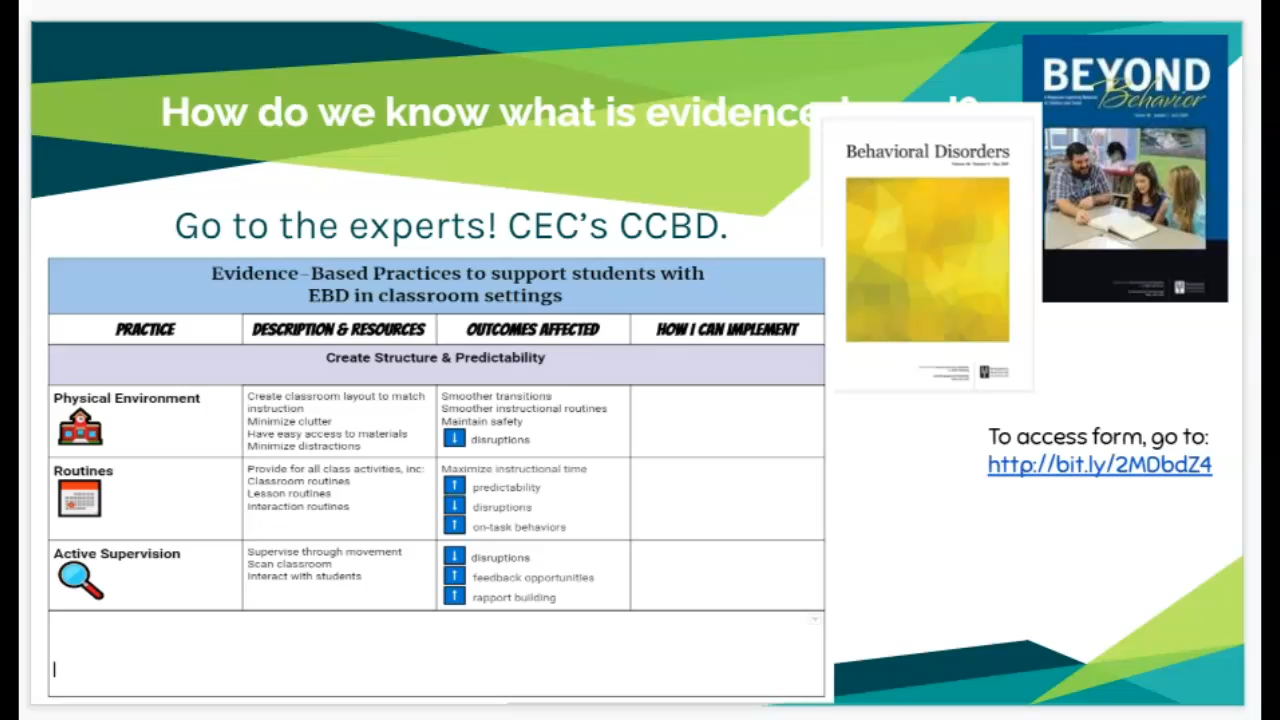 How do we know what is evidence
Go to the experts! CEC's CCBD.
BEYOND
Behavior
Behavioral Disorders
Evidence-Based Practices to support students with
EBD in classroom settings
PRACTICE
DESCRIPTION & RESOURCES
OUTCOMES AFFECTED
HOW I CAN IMPLEMENT
Create Structure & Predictability
Physical Environment
Create classroom layout to match
instruction
Minimize clutter
Have easy access to materials
Minimize distractions
Smoother transitions
Smoother instructional routines
Maintain safety
↓ disruptions
Routines
Provide for all class activities, inc:
Classroom routines
Lesson routines
Interaction routines
Maximize instructional time
↑ predictability
↓ disruptions
↑ on-task behaviors
Active Supervision
Supervise through movement
Scan classroom
Interact with students
↓ disruptions
↑ feedback opportunities
↑ rapport building
To access form, go to:
http://bit.ly/2MDbdZ4